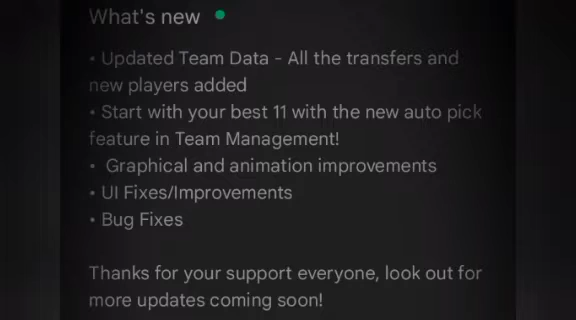 What's new
• Updated Team Data - All the transfers and
new players added
• Start with your best 11 with the new auto pick
feature in Team Management!
•  Graphical and animation improvements
• UI Fixes/Improvements
• Bug Fixes
Thanks for your support everyone, look out for
more updates coming soon!